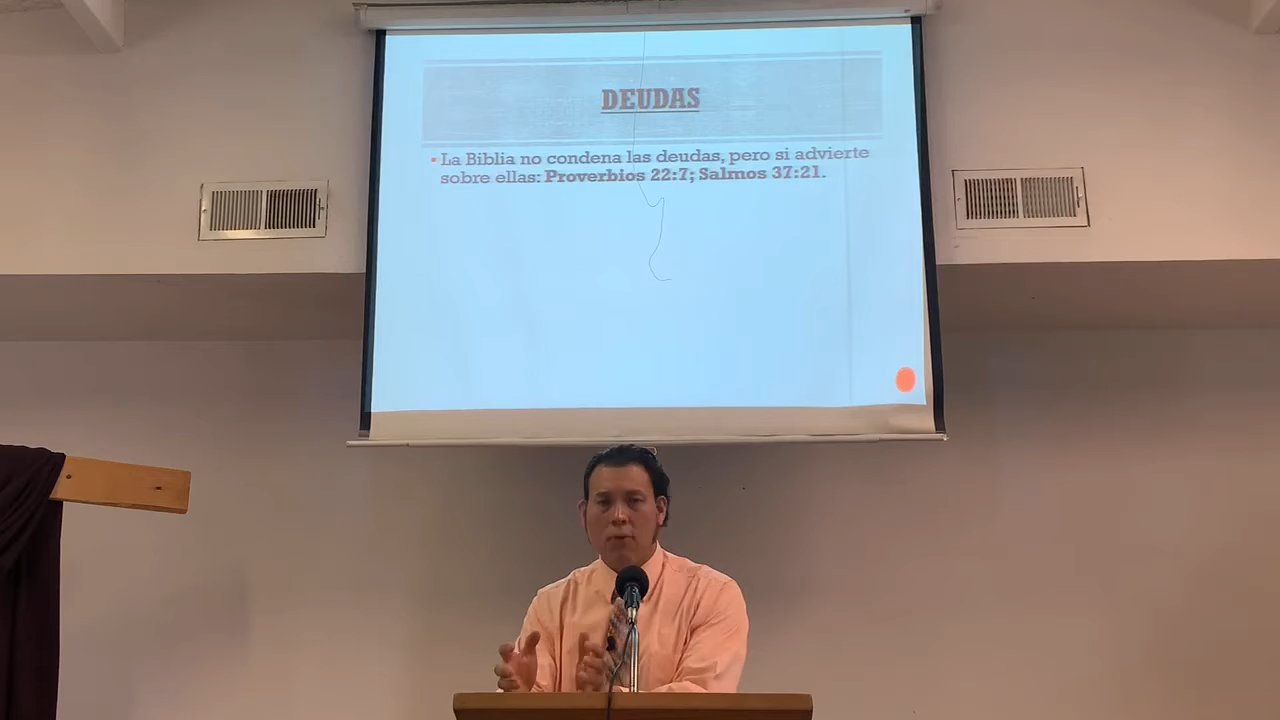 DEUDAS
La Biblia no condena las deudas, pero si advierte
sobre ellas: Proverbios 22:7; Salmos 37:21.